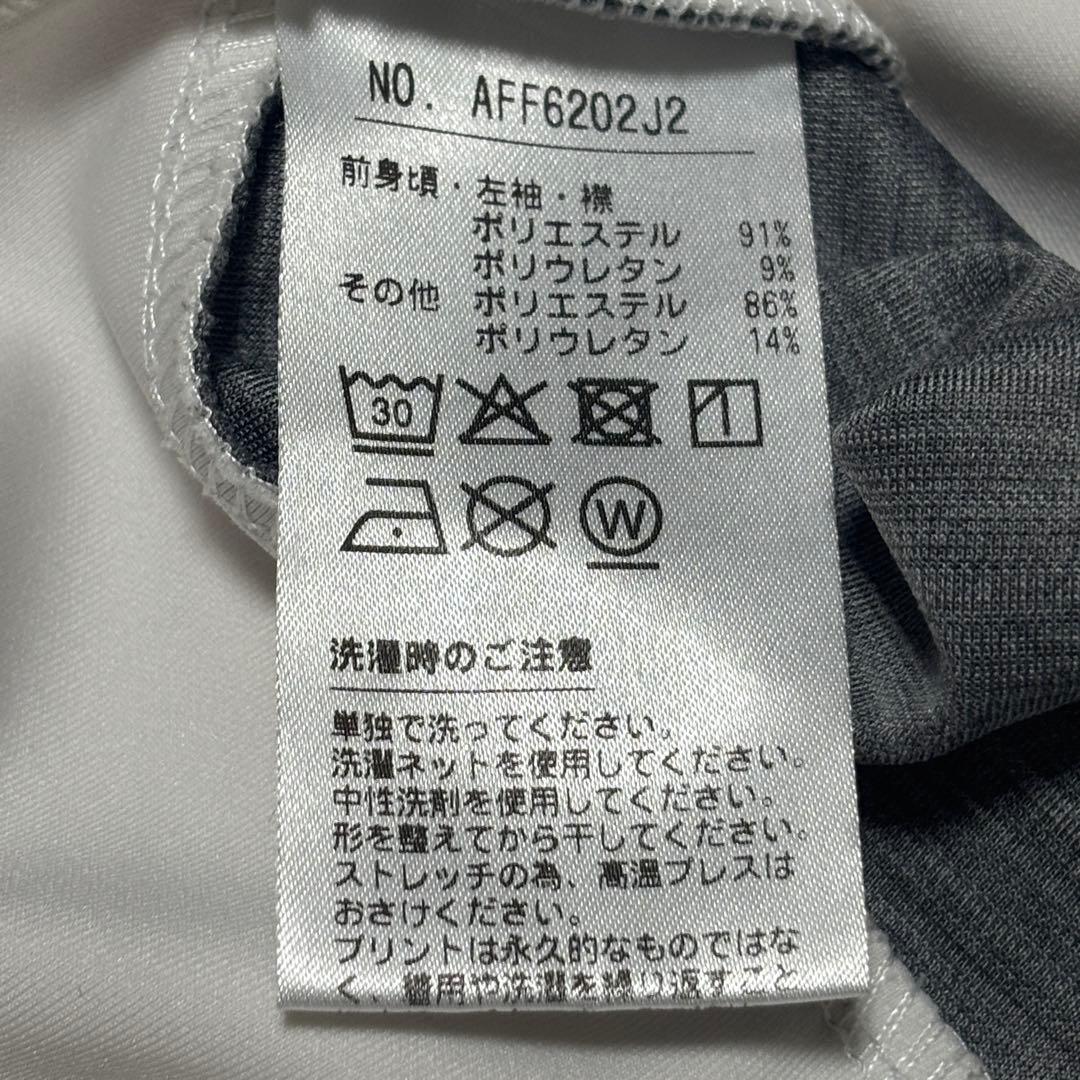 NO. AFF6202J2
前身頃・左袖・襟
ポリエステル 91%
ポリウレタン 9%
その他 ポリエステル 86%
ポリウレタン 14%
30
W
洗濯時のご注意
単独で洗ってください。
洗濯ネットを使用してください。
中性洗剤を使用してください。
形を整えてから干してください。
ストレッチの為、高温プレスは
おさけください。
プリントは永久的なものではな
く、着用や洗濯を繰り返すこと